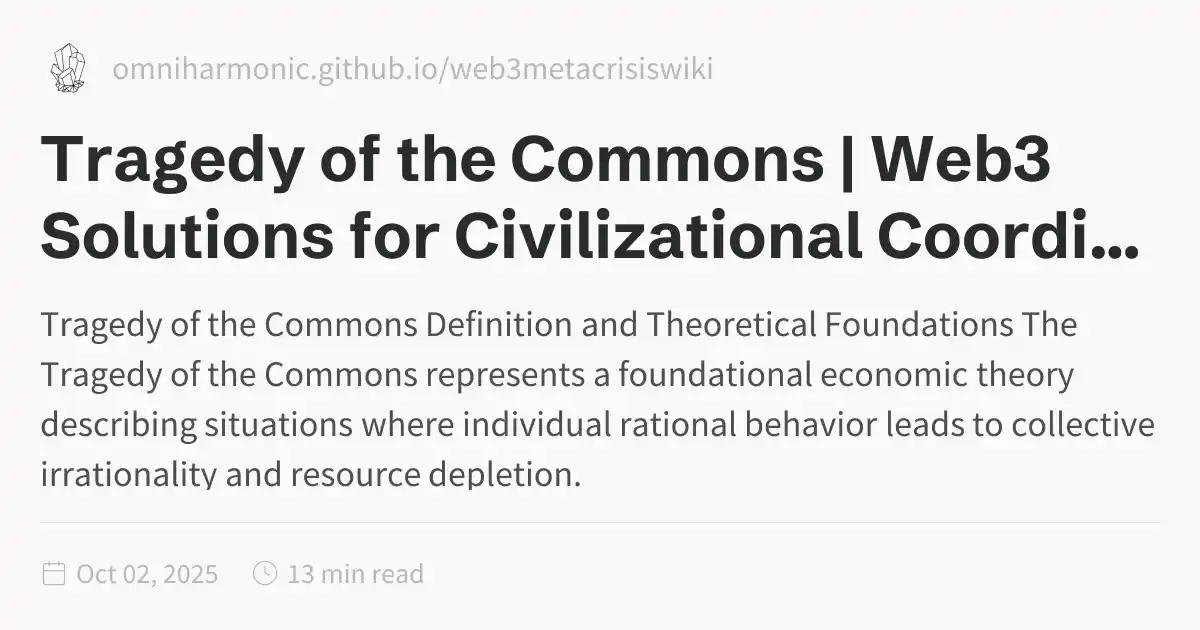 omniharmonic.github.io/web3metacrisiswiki
Tragedy of the Commons | Web3
Solutions for Civilizational Coordi...
Tragedy of the Commons Definition and Theoretical Foundations The
Tragedy of the Commons represents a foundational economic theory
describing situations where individual rational behavior leads to collective
irrationality and resource depletion.
Oct 02, 2025 13 min read